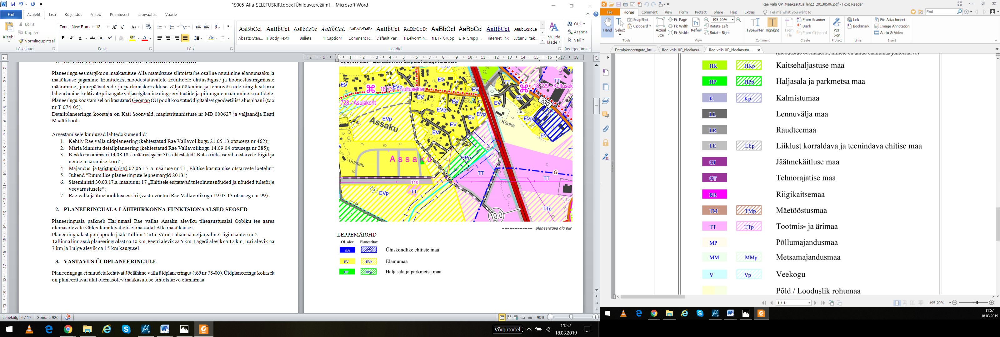 19005_Alla_SELETUSKIRI.docx [Ühilduvusrežiim] - Microsoft Word
Fail Avaleht Lisa Küljendus Viited Postitused Läbivaatus Vaade
Kleebi
Lõika
Kopeeri
Vormingupintsel
Lõikelaud
Times New Roma 12
Font
Lõik
AaBbCcI AaBbCcI AaBbCcDd AaBbCcL AaBbCcDdEe AaBbCcI AaBbCcDc AaBbCcI AaBbCcI AaBbCcI AaBbCcDdEe
Absatz-Stan... ¶ Body Text1 Bullets ¶ Caption1 Comment R... Default Par... ¶ Eelvormin... ¶ ETP Grupp ETP Grupp ... Internetilink Jutumullitek...
Laadid
Muuda laade
Otsi
Asenda
Vali
Redigeerimine
1. DETAILPLANEERINGU KOOSTAMISE EESMÄRK
Planeeringu eesmärgiks on maakasutuse Alla maaüksuse sihtotstarbe osaline muutmine elamumaaks ja
maaüksuse jagamine kruntideks, moodustatavatele kruntidele ehitusõiguse ja hoonestustingimuste
määramine, juurepääsuteede ja parkimiskorralduse väljatöötamine ja tehnovõrkude ning heakorra
lahendamine, kehtivate piirangute väljaselgitamine ning servituutide ja piirangute määramine kruntidele.
Planeeringu koostamisel on kasutatud Geomap OÜ poolt koostatud digitaalset geodeetilist alusplaani (töö
nr T-074-05).
Detailplaneeringu koostaja on Kati Soonvald, magistritunnistuse nr MD 000627 ja väljaandja Eesti
Maaülikool.
Arvestamisele kuuluvad lähtedokumendid:
1. Kehtiv Rae valla üldplaneering (kehtestatud Rae Vallavolikogu 21.05.13 otsusega nr 462);
2. Maria kinnistu detailplaneering (kehtestatud Rae Vallavolikogu 14.09.04 otsusega nr 285);
3. Keskkonnaministri 14.08.18. a määrusega nr 30 kehtestatud “Katastriüksuse sihtotstarvete liigid ja
nende määramise kord”;
4. Majandus- ja taristuministri 02.06.15. a määruse nr 51 „Ehitise kasutamise otstarvete loetelu“;
5. Juhend "Ruumilise planeeringute leppemärgid 2013";
6. Siseministri 30.03.17.a. määrus nr 17 „Ehitisele esitatavad tuleohutusnõuded ja nõuded tuletõrje
veevarustusele“;
7. Rae valla jäätmehoolduseeskiri (vastu võetud Rae Vallavolikogu 19.03.13 otsusega nr 99).
2. PLANEERINGUALA LÄHIPIIRKONNA FUNKTSIONAALSED SEOSED
Planeeringuala paikneb Harjumaal Rae vallas Assaku aleviku tiheasustusalal Ööbiku tee ääres
olemasolevate väikeelamutevahelisel maa-alal Alla maaüksusel.
Planeeringualast põhjapoole jääb Tallinn-Tartu-Võru-Luhamaa neljarealine riigimaantee nr 2.
Tallinna linn asub planeeringualast ca 10 km, Peetri alevik ca 5 km, Lagedi alevik ca 12 km, Jüri alevik ca
7 km ja Luige alevik ca 15 km kaugusel.
3. VASTAVUS ÜLDPLANEERINGULE
Planeeringuga ei muudeta kehtivat Jõelähtme valla üldplaneeringut (töö nr 78-00). Üldplaneeringu kohaselt
on planeeritaval alal olemasolev maakasutuse sihtotstarve elamumaa.
Väljavõte Rae valla kehtivast üldplaneeringu kaardist.
EV EVp EV EV TT TT
18 729 - Kultusek
728 - Asulakoht
330
Assaku
Künka
Uustalu
Assaku
HPp
TT
G
110
EVp
TTp
10.0
planeeritava ala piir
LEPPEMÄRGID
Ol. olev Planeeritav
AA Ühiskondlike ehitiste maa
EV EVp Elamumaa
HP HPp Haljasala ja parkmetsa maa
Lehekülg: 4 / 17 Sõnu: 2 926
90%
Võrgutoitel
11:57
18.03.2019
Rae valla ÜP_Maakasutus_leht2_20130506.pdf - Foxit Reader
File Home Comment View Form Protect Share Help Extras Tell me what you want tc Find
Hand Select
SnapShot
Clipboard
Tools
Actual Size
Fit Page
Fit Width
Fit Visible
Reflow
195.20%
Rotate Left
Rotate Right
View
Typewriter Highlight
Comment
From File
From Scanner
Blank
From Clipboard
Create
PDF Sign
Protect
Link
Bookmark
Links
File Attachment
Image Annotation
Audio & Video
Insert
Detailplaneeringute_kru... Rae valla ÜP_Maakasu... Rae valla ÜP_Maakasutu...
HK HKp Kaitsehaljastuse maa
HP HPp Haljasala ja parkmetsa maa
K Kp Kalmistumaa
LL Lennuvälja maa
LR Raudteemaa
LE LEp Liiklust korraldava ja teenindava ehitise maa
OJ Jäätmekäitluse maa
OT Tehnorajatise maa
RR Riigikaitsemaa
TM TMp Mäetööstusmaa
TT TTp Tootmis- ja ärimaa
MP Põllumajandusmaa
MM MMp Metsamajandusmaa
V Vp Veekogu
Põld / Looduslik rohumaa
1 / 1
195.20%
11:57
18.03.2019